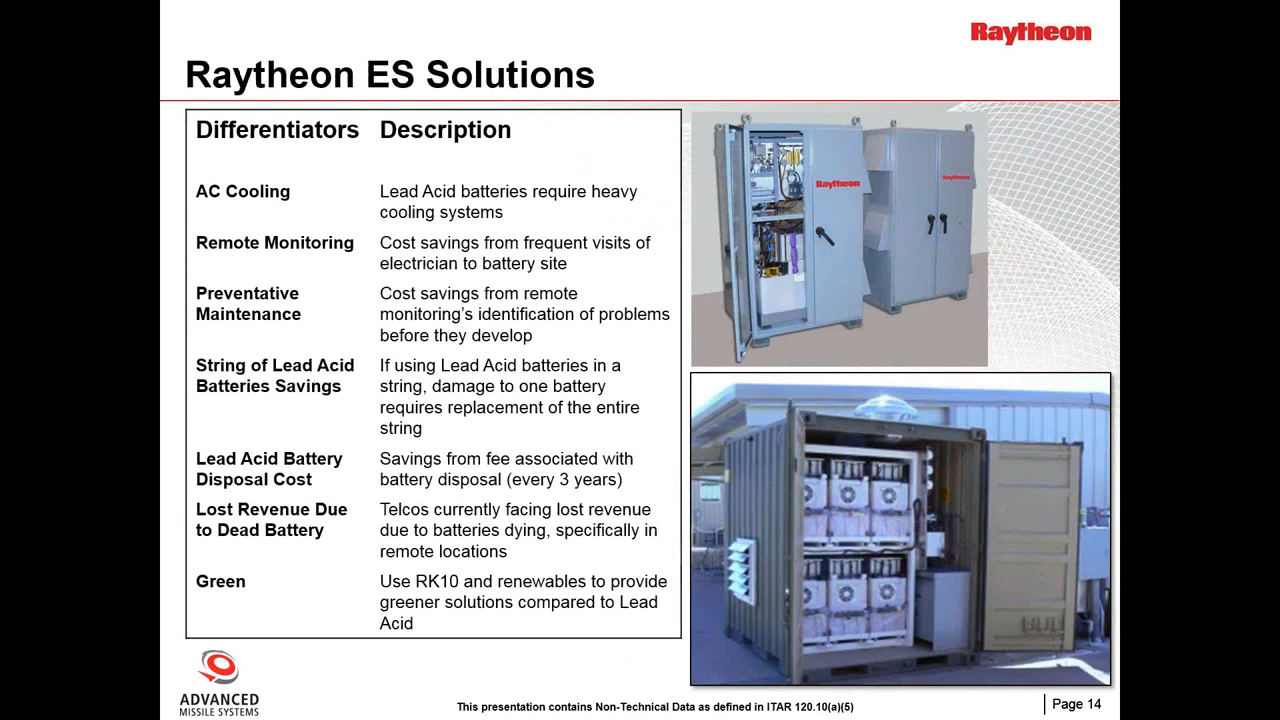 Raytheon
Raytheon ES Solutions
Differentiators Description
AC Cooling
Lead Acid batteries require heavy
cooling systems
Remote Monitoring
Cost savings from frequent visits of
electrician to battery site
Preventative
Maintenance
Cost savings from remote
monitoring’s identification of problems
before they develop
String of Lead Acid
Batteries Savings
If using Lead Acid batteries in a
string, damage to one battery
requires replacement of the entire
string
Lead Acid Battery
Disposal Cost
Savings from fee associated with
battery disposal (every 3 years)
Lost Revenue Due
to Dead Battery
Telcos currently facing lost revenue
due to batteries dying, specifically in
remote locations
Green
Use RK10 and renewables to provide
greener solutions compared to Lead
Acid
Raytheon
Raytheon
ADVANCED
MISSILE SYSTEMS
This presentation contains Non-Technical Data as defined in ITAR 120.10(a)(5)
Page 14